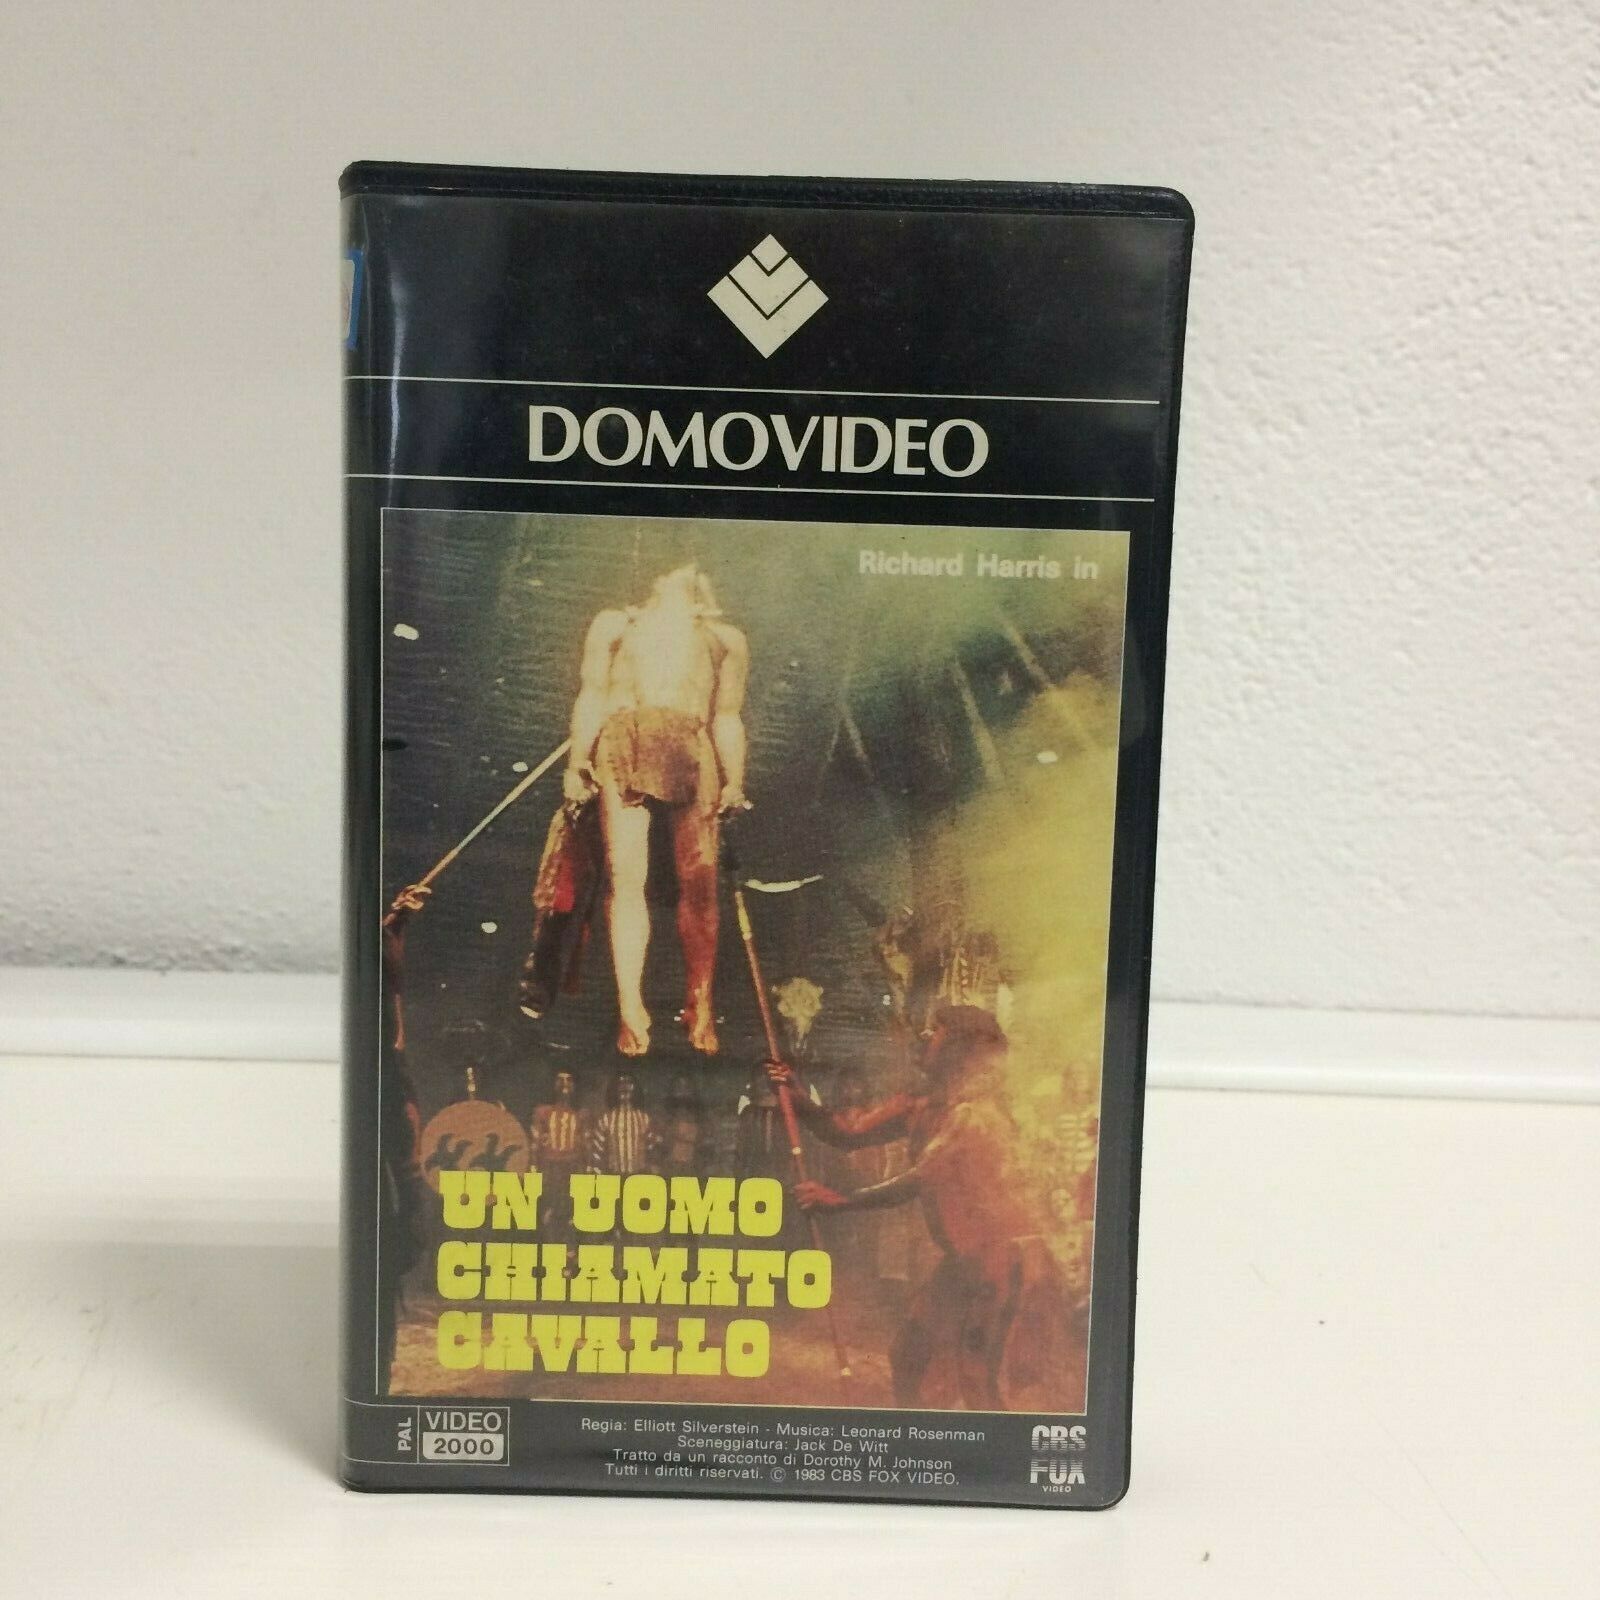 DOMOVIDEO
Richard Harris in
UN UOMO
CHIAMATO
CAVALLO
PAL
VIDEO
2000
Regia: Elliott Silverstein - Musica: Leonard Rosenman
Sceneggiatura: Jack De Witt
Tratto da un racconto di Dorothy M. Johnson
Tutti i diritti riservati. © 1983 CBS FOX VIDEO.
CBS
FOX
VIDEO